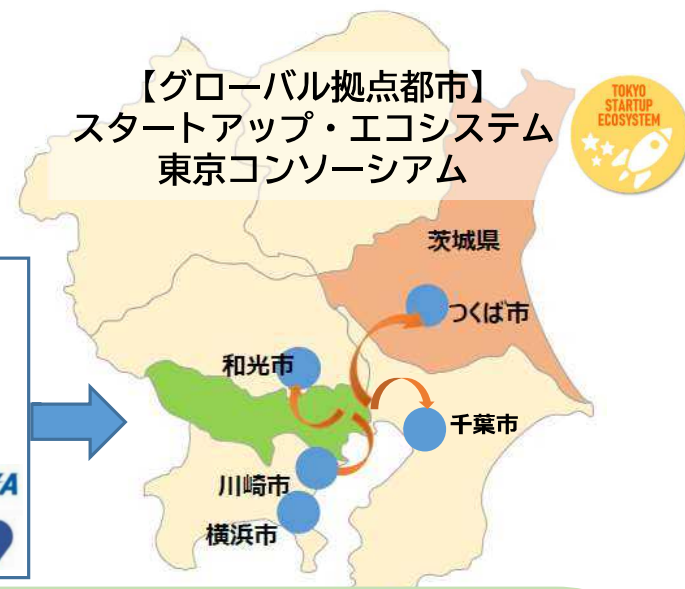 【グローバル拠点都市】
スタートアップ・エコシステム
東京コンソーシアム
TOKYO
STARTUP
ECOSYSTEM
茨城県
つくば市
和光市
千葉市
川崎市
横浜市